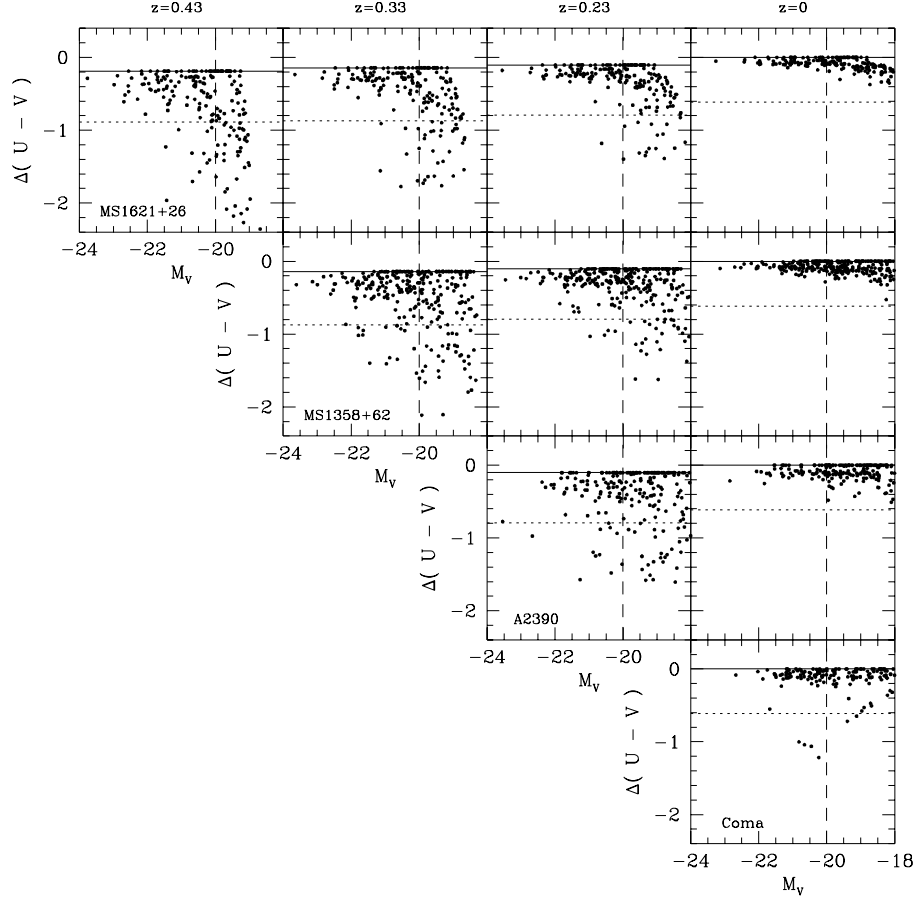 z=0.43 z=0.33 z=0.23 z=0
0
Δ( U − V )
−1
−2
MS1621+26
−24 −22 −20
M_V
0
Δ( U − V )
−1
−2
MS1358+62
−24 −22 −20
M_V
0
Δ( U − V )
−1
−2
A2390
−24 −22 −20
M_V
0
Δ( U − V )
−1
−2
Coma
−24 −22 −20 −18
M_V